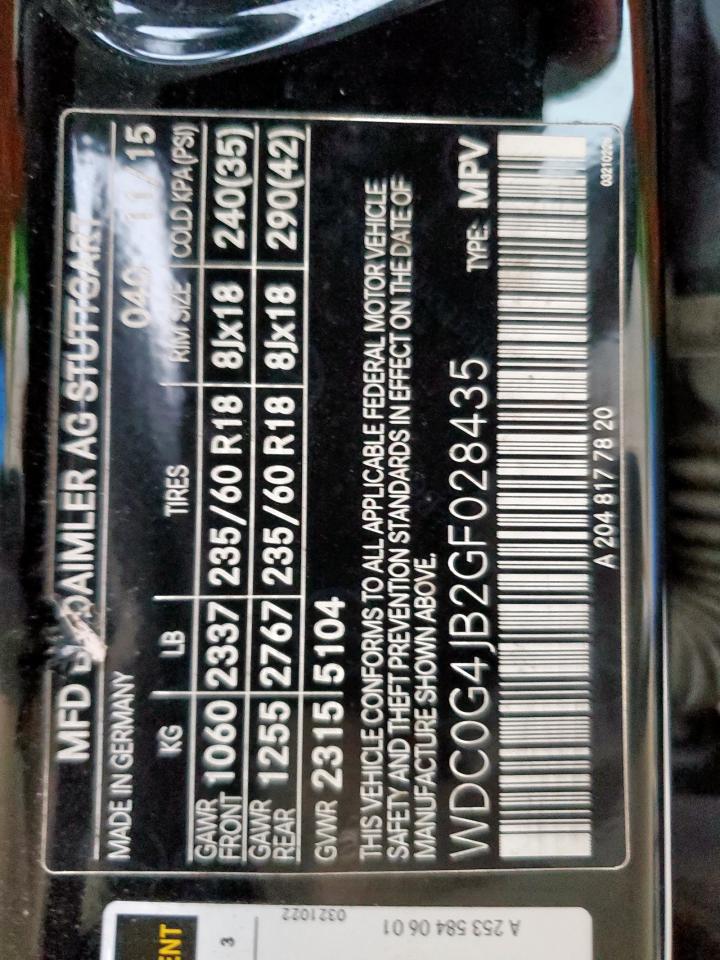 MFD BY DAIMLER AG STUTTGART
MADE IN GERMANY 040 11/15
KG LB TIRES RIM SIZE COLD KPA(PSI)
GAWR FRONT 1060 2337 235/60 R18 8Jx18 240(35)
GAWR REAR 1255 2767 235/60 R18 8Jx18 290(42)
GVWR 2315 5104
THIS VEHICLE CONFORMS TO ALL APPLICABLE FEDERAL MOTOR VEHICLE
SAFETY AND THEFT PREVENTION STANDARDS IN EFFECT ON THE DATE OF
MANUFACTURE SHOWN ABOVE.
WDC0G4JB2GF028435 TYPE: MPV
A 204 817 78 20
3
0321022
A 253 584 06 01